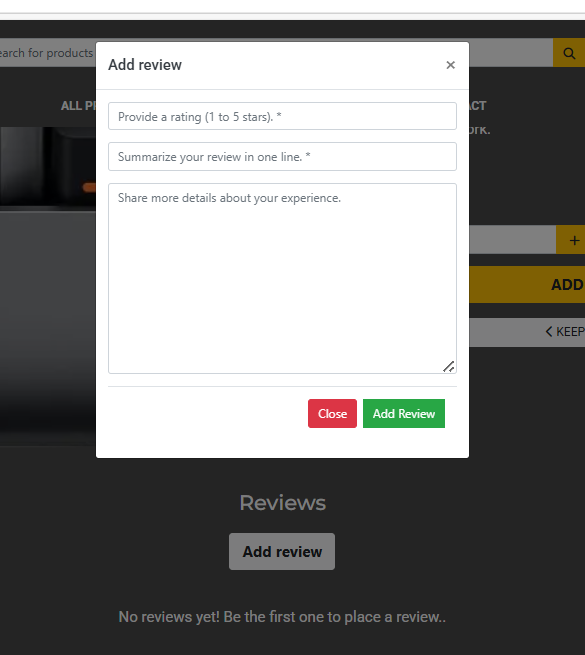 earch for products
Add review
×
ALL P
ACT
ork.
Provide a rating (1 to 5 stars). *
Summarize your review in one line. *
Share more details about your experience.
+
ADD
KEEP
Close
Add Review
Reviews
Add review
No reviews yet! Be the first one to place a review..